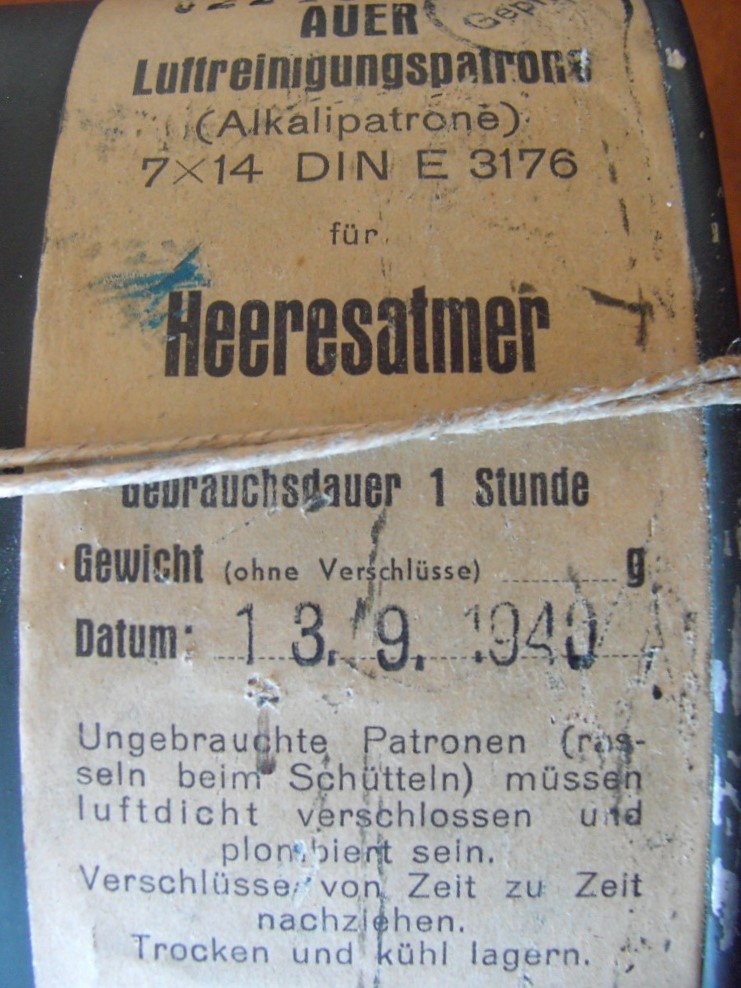 AUER
Luftreinigungspatrone
(Alkalipatrone)
7×14 DIN E 3176
für
Heeresatmer
Gebrauchsdauer 1 Stunde
Gewicht (ohne Verschlüsse) ............ g
Datum: 13. 9. 1940
Ungebrauchte Patronen (ras-
seln beim Schütteln) müssen
luftdicht verschlossen und
plombiert sein.
Verschlüsse von Zeit zu Zeit
nachziehen.
Trocken und kühl lagern.